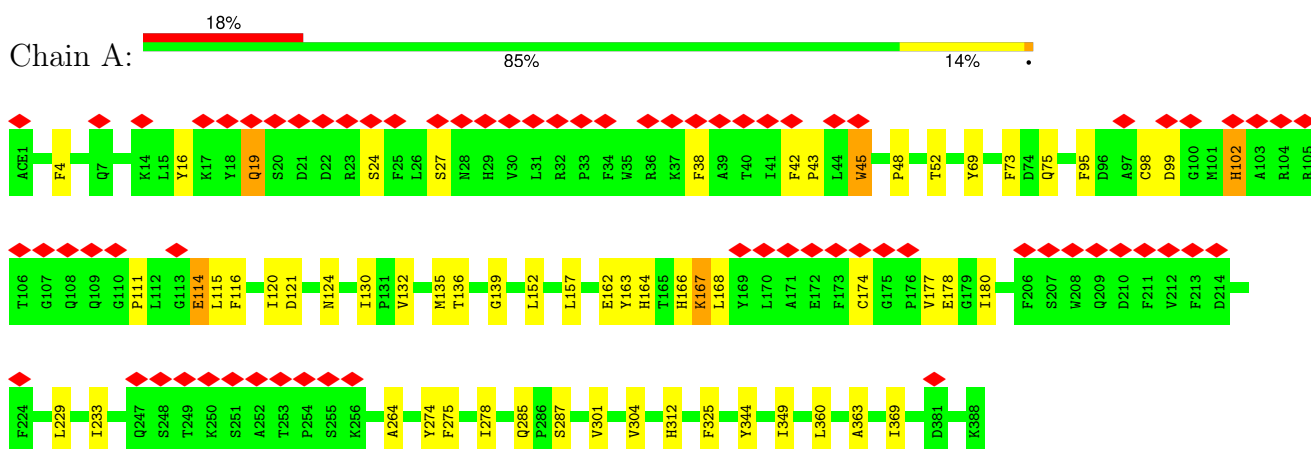 18%
Chain A:
85% 14% •
ACE1 F4 Q7 K14 L15 Y16 K17 Y18 Q19 S20 D21 D22 R23 S24 F25 L26 S27 N28 H29 V30 L31 R32 P33 F34 W35 R36 K37 F38 A39 T40 I41 F42 P43 L44 W45 P48 T52 Y69 F73 D74 Q75 F95 D96 A97 C98 D99 G100 M101 H102 A103 R104 R105
T106 G107 Q108 Q109 G110 P111 L112 G113 E114 L115 F116 I120 D121 N124 I130 P131 V132 M135 T136 G139 L152 L157 E162 Y163 H164 T165 H166 K167 L168 Y169 L170 A171 E172 F173 C174 G175 P176 V177 E178 G179 I180 F206 S207 W208 Q209 D210 F211 V212 F213 D214
F224 L229 I233 Q247 S248 T249 K250 S251 A252 T253 P254 S255 K256 A264 Y274 F275 I278 Q285 P286 S287 V301 V304 H312 F325 Y344 I349 L360 A363 I369 D381 K388